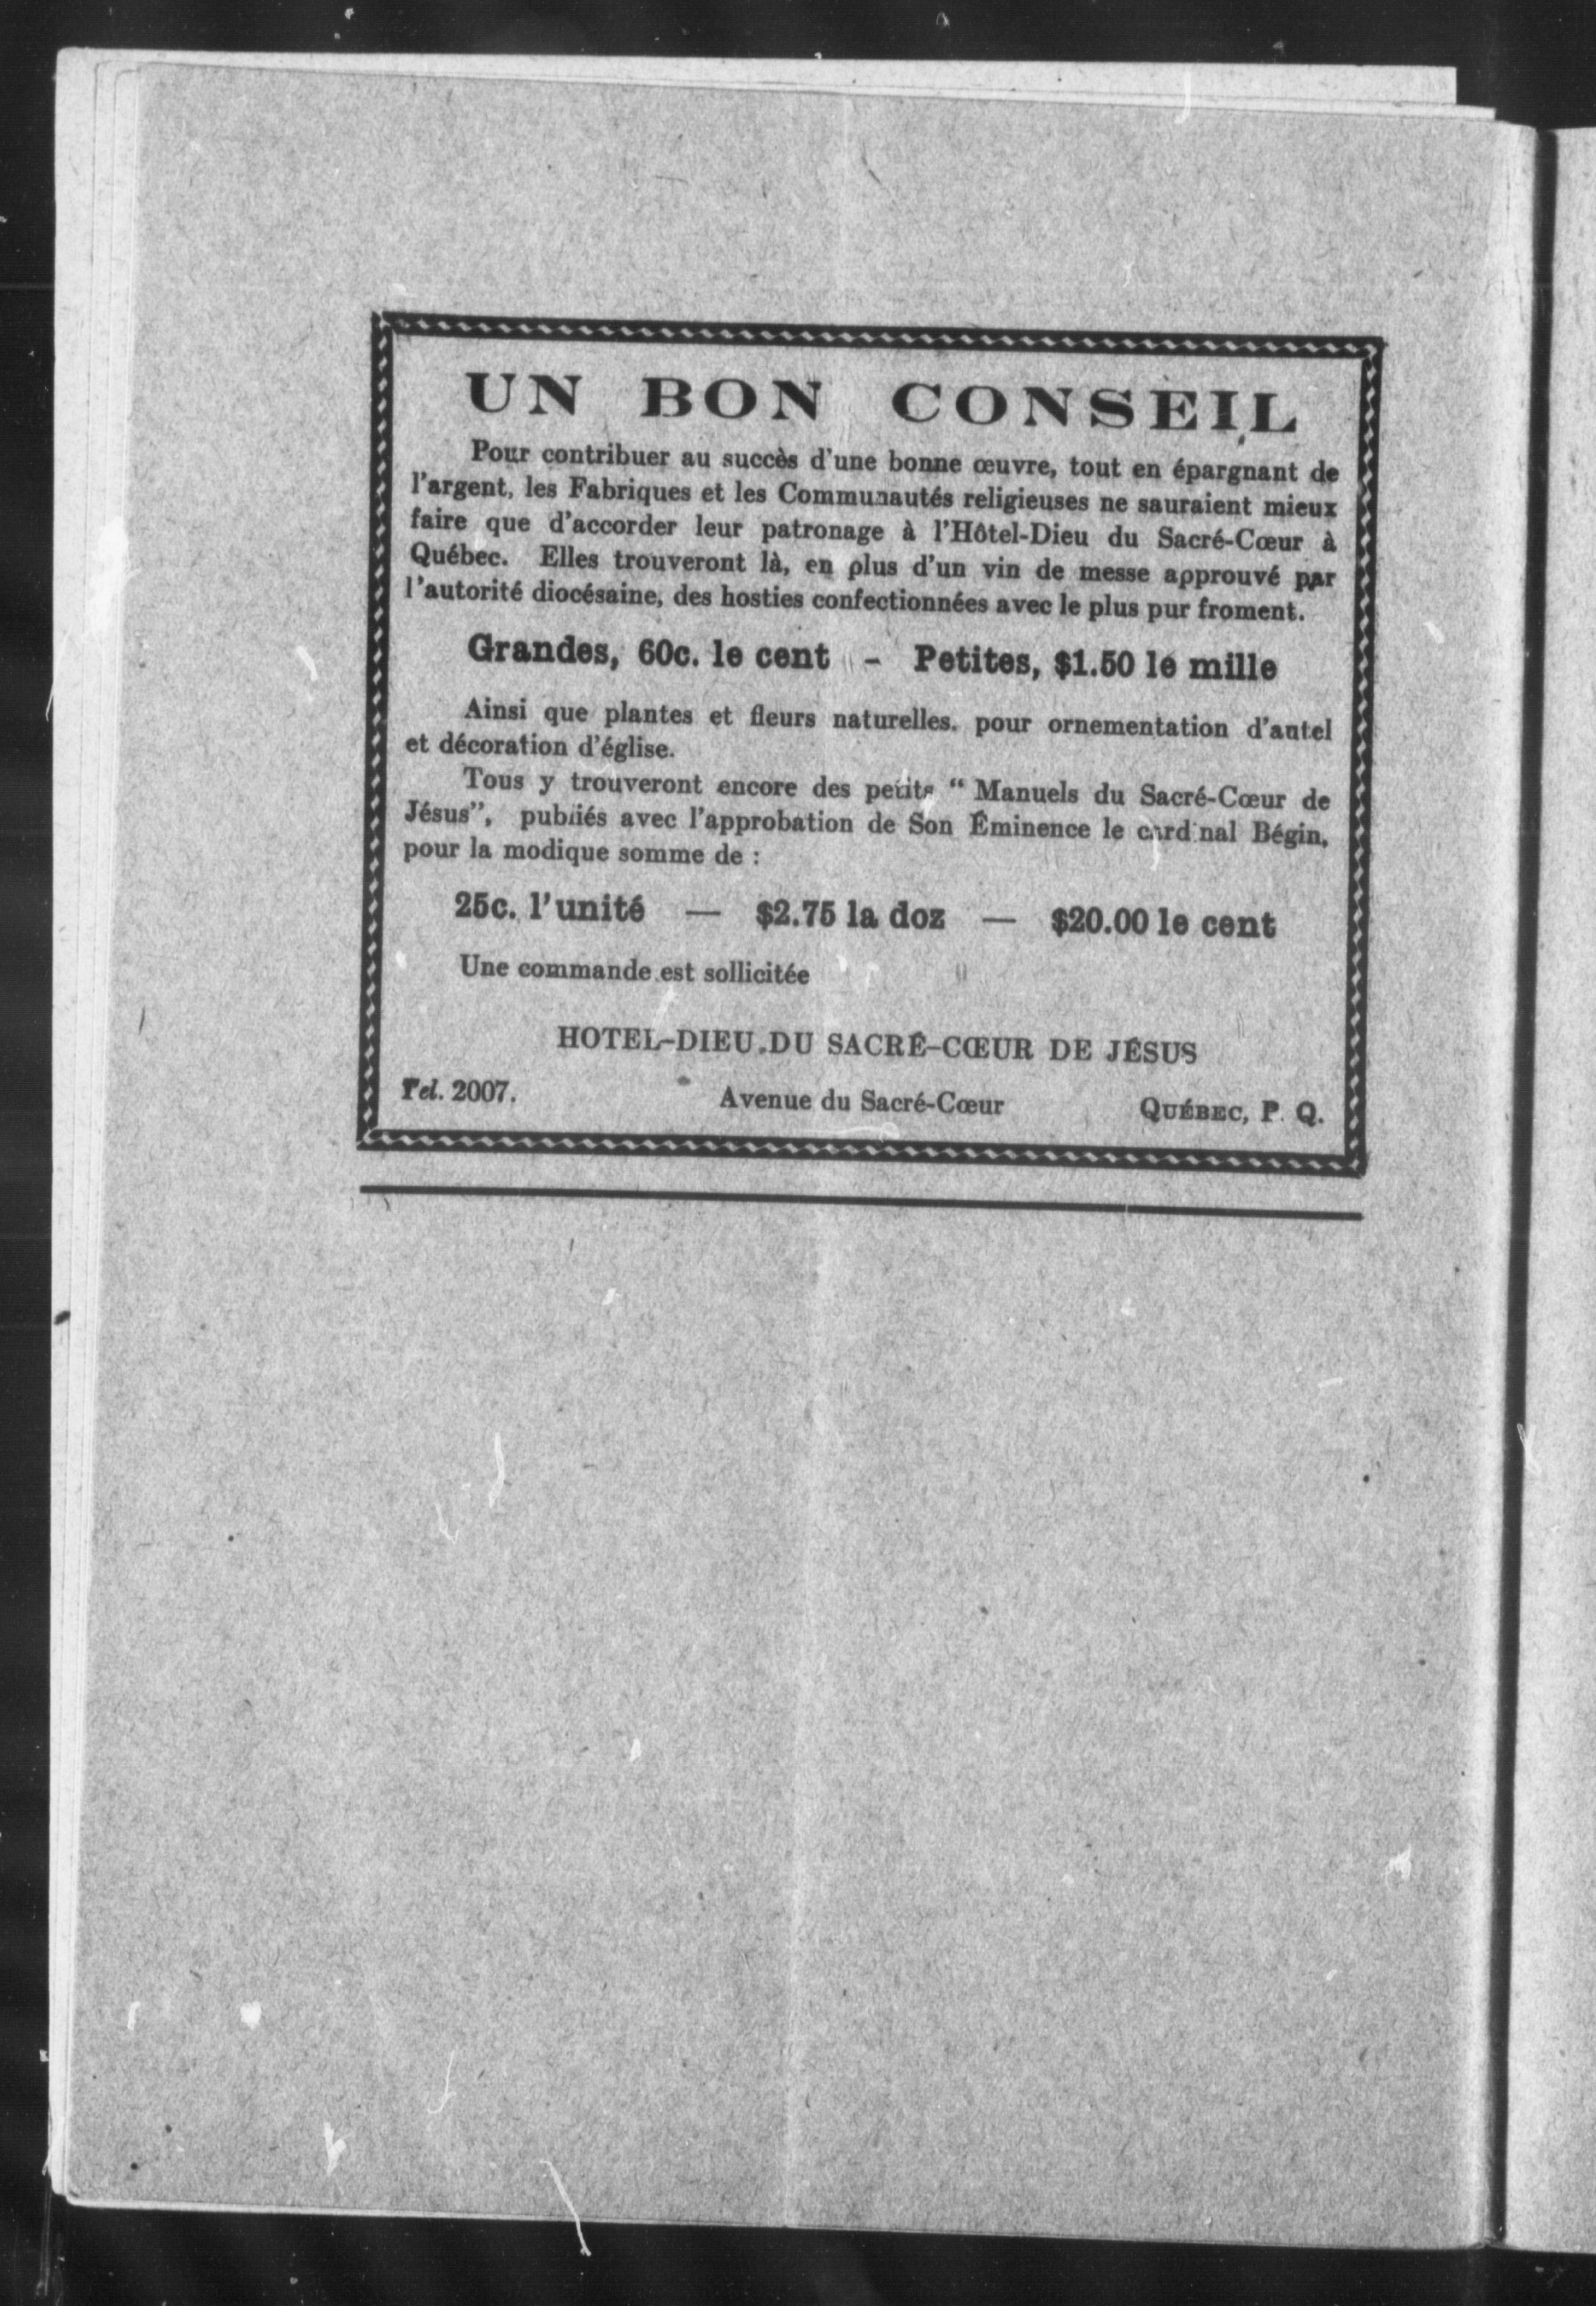 UN BON CONSEIL
Pour contribuer au succès d'une bonne œuvre, tout en épargnant de
l'argent, les Fabriques et les Communautés religieuses ne sauraient mieux
faire que d'accorder leur patronage à l'Hôtel-Dieu du Sacré-Cœur à
Québec. Elles trouveront là, en plus d'un vin de messe approuvé par
l'autorité diocésaine, des hosties confectionnées avec le plus pur froment.
Grandes, 60c. le cent - Petites, $1.50 le mille
Ainsi que plantes et fleurs naturelles. pour ornementation d'autel
et décoration d'église.
Tous y trouveront encore des petits “ Manuels du Sacré-Cœur de
Jésus”, publiés avec l'approbation de Son Éminence le cardinal Bégin,
pour la modique somme de :
25c. l'unité — $2.75 la doz — $20.00 le cent
Une commande est sollicitée
HOTEL-DIEU DU SACRÉ-CŒUR DE JÉSUS
Tel. 2007. Avenue du Sacré-Cœur QUÉBEC, P. Q.